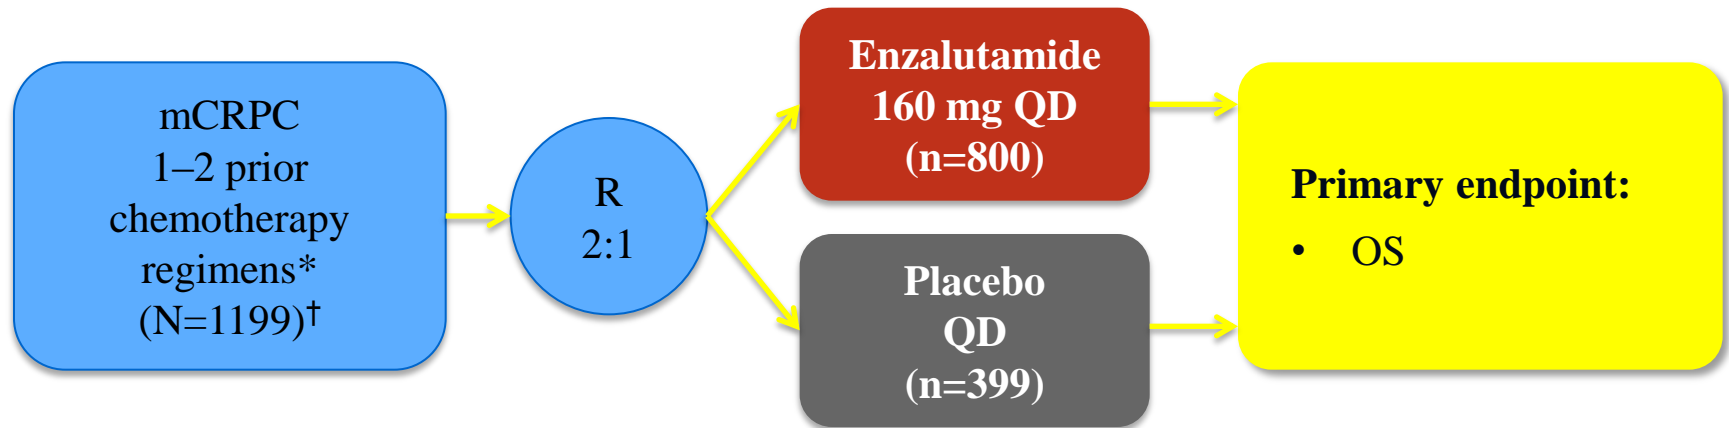 mCRPC
1–2 prior
chemotherapy
regimens*
(N=1199)†
R
2:1
Enzalutamide
160 mg QD
(n=800)
Placebo
QD
(n=399)
Primary endpoint:
• OS